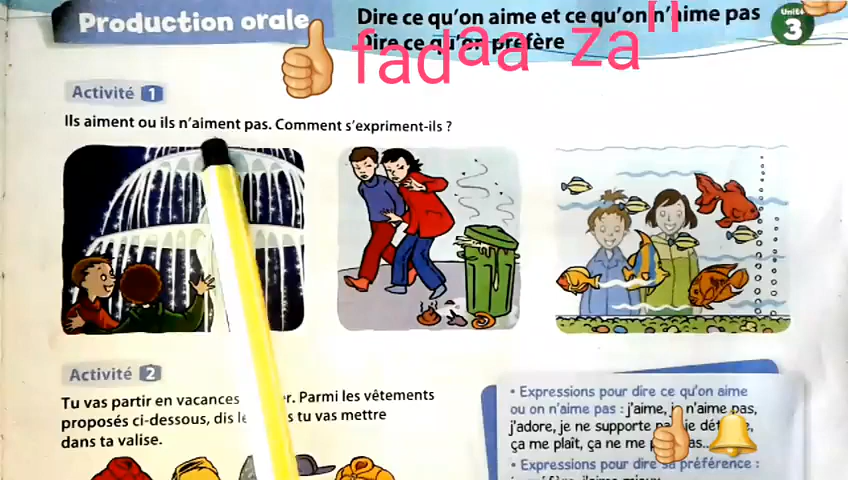 Production orale
Dire ce qu'on aime et ce qu'on n'aime pas
Dire ce qu'on préfère
Unité
3
fadaa za"
Activité 1
Ils aiment ou ils n'aiment pas. Comment s'expriment-ils ?
Activité 2
Tu vas partir en vacances r. Parmi les vêtements
proposés ci-dessous, dis s tu vas mettre
dans ta valise.
• Expressions pour dire ce qu'on aime
ou on n'aime pas : j'aime, je n'aime pas,
j'adore, je ne supporte je
ça me plaît, ça ne me as...
• Expressions pour dire sa préférence :